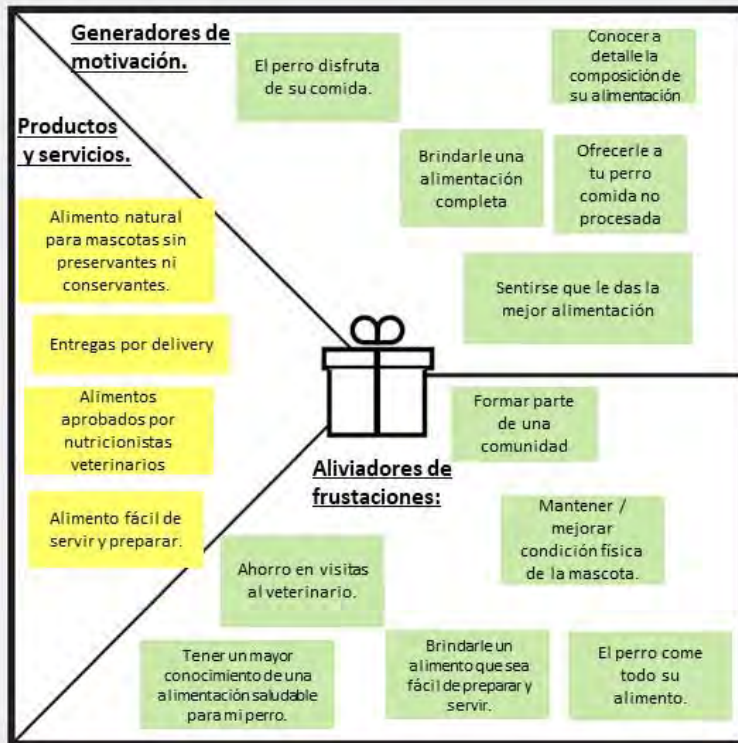 Generadores de
motivación.
El perro disfruta
de su comida.
Conocer a
detalle la
composición de
su alimentación
Brindarle una
alimentación
completa
Ofrecerle a
tu perro
comida no
procesada
Sentirse que le das la
mejor alimentación
Productos
y servicios.
Alimento natural
para mascotas sin
preservantes ni
conservantes.
Entregas por delivery
Alimentos
aprobados por
nutricionistas
veterinarios
Alimento fácil de
servir y preparar.
Aliviadores de
frustaciones:
Formar parte
de una
comunidad
Mantener /
mejorar
condición física
de la mascota.
Ahorro en visitas
al veterinario.
Tener un mayor
conocimiento de una
alimentación saludable
para mi perro.
Brindarle un
alimento que sea
fácil de preparar y
servir.
El perro come
todo su
alimento.